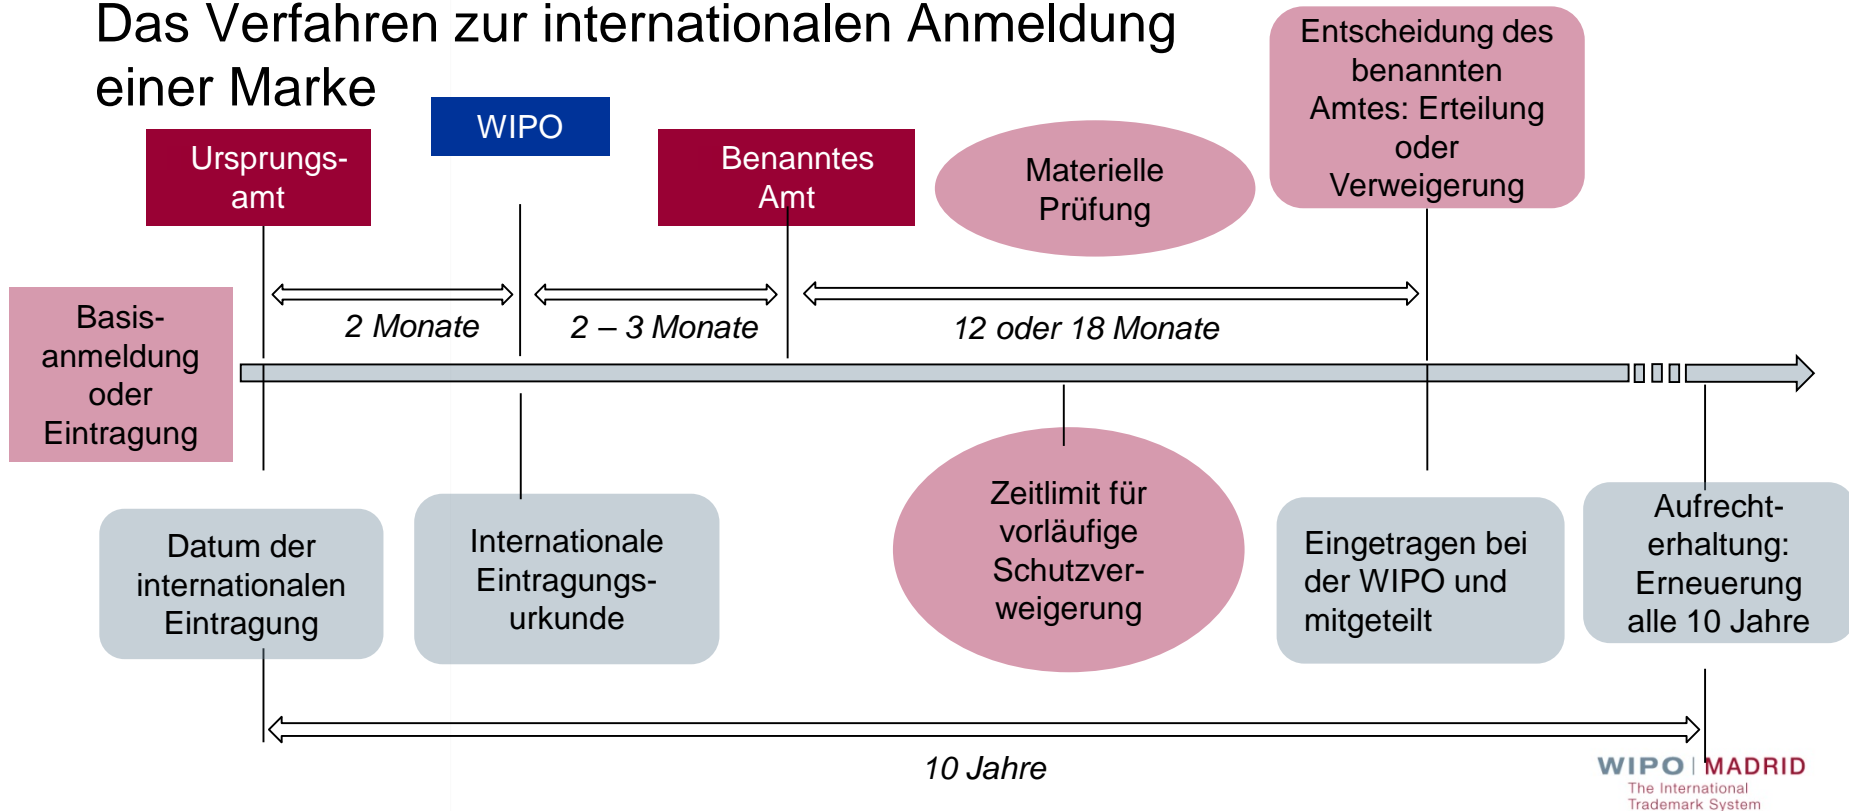 Das Verfahren zur internationalen Anmeldung
einer Marke
Ursprungs-
amt
WIPO
Benanntes
Amt
Materielle
Prüfung
Entscheidung des
benannten
Amtes: Erteilung
oder
Verweigerung
2 Monate
2 – 3 Monate
12 oder 18 Monate
Basis-
anmeldung
oder
Eintragung
Datum der
internationalen
Eintragung
Internationale
Eintragungs-
urkunde
Zeitlimit für
vorläufige
Schutzver-
weigerung
Eingetragen bei
der WIPO und
mitgeteilt
Aufrecht-
erhaltung:
Erneuerung
alle 10 Jahre
10 Jahre
WIPO | MADRID
The International
Trademark System